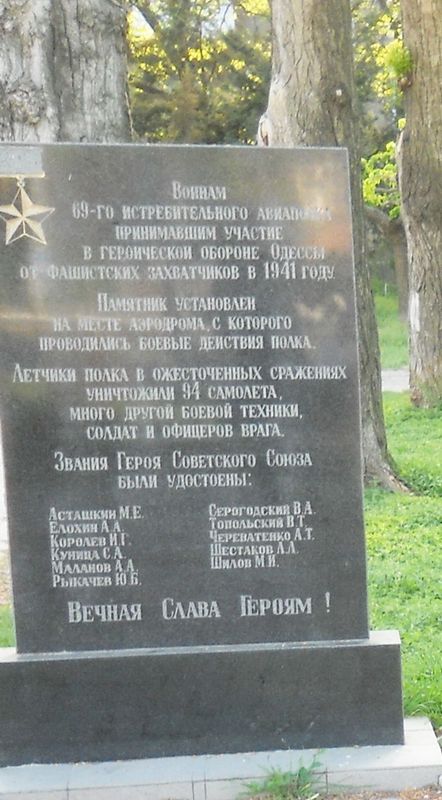 Воинам
69-го истребительного авиаполка
принимавшим участие
в героической обороне Одессы
от фашистских захватчиков в 1941 году.
Памятник установлен
на месте аэродрома, с которого
проводились боевые действия полка.
Летчики полка в ожесточенных сражениях
уничтожили 94 самолета,
много другой боевой техники,
солдат и офицеров врага.
Звания Героя Советского Союза
были удостоены:
Асташкин М.Е.
Елохин А.А.
Королев И.Г.
Куница С.А.
Маланов А.А.
Рыкачев Ю.Б.
Серогодский В.А.
Топольский В.Т.
Череватенко А.Т.
Шестаков Л.Л.
Шилов М.И.
Вечная Слава Героям !